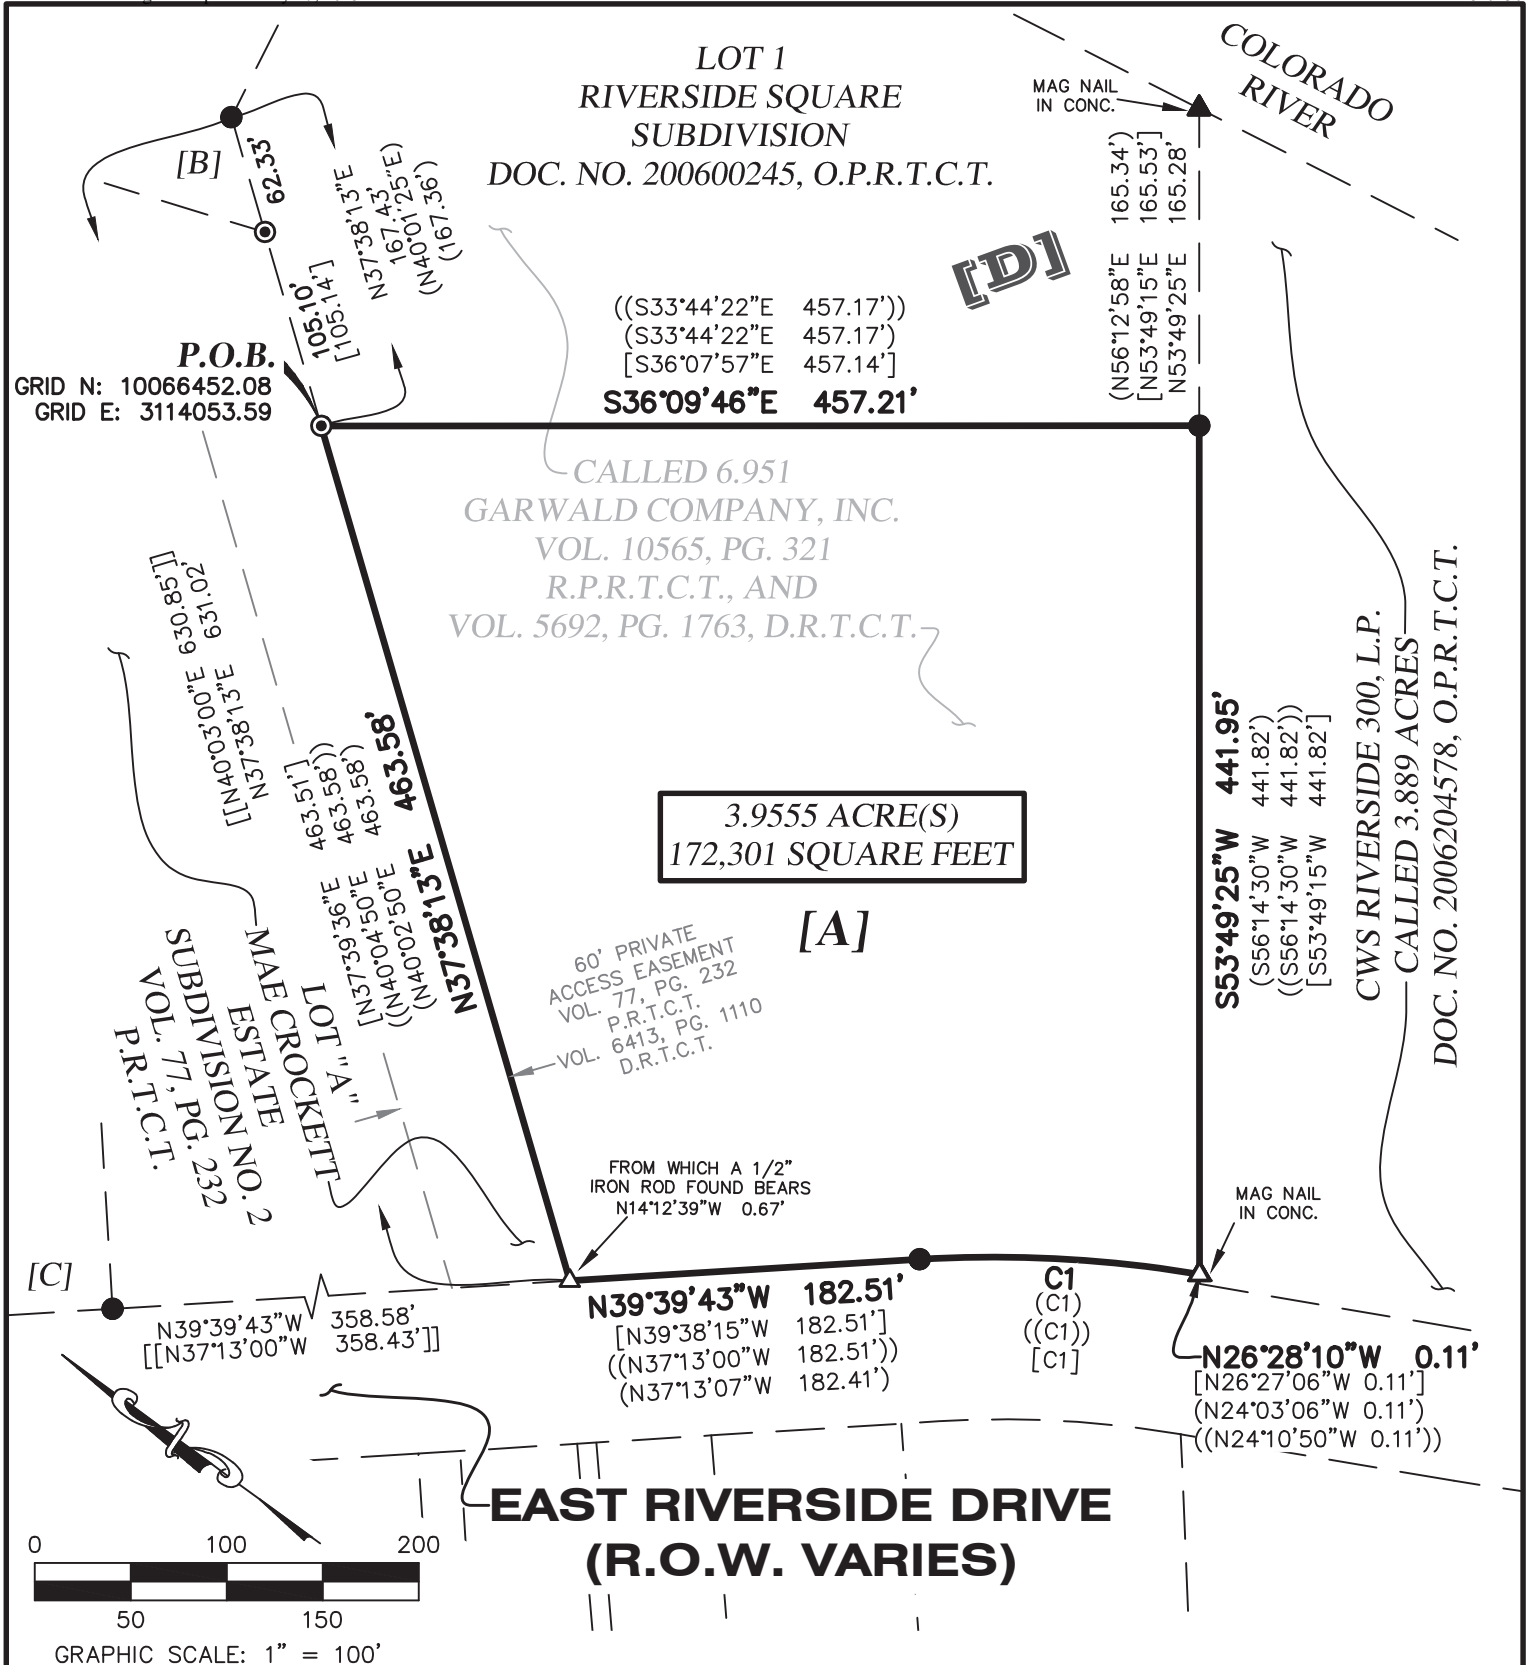 LOT 1
RIVERSIDE SQUARE
SUBDIVISION
DOC. NO. 200600245, O.P.R.T.C.T.
COLORADO
RIVER
MAG NAIL
IN CONC.
[B]
62.33'
N37°38'13"E
167.43'
(N40°01'25"E)
(167.36')
105.10'
[105.14']
[D]
(N56°12'58"E 165.34')
[N53°49'15"E 165.53']
N53°49'25"E 165.28'
((S33°44'22"E 457.17'))
(S33°44'22"E 457.17')
[S36°07'57"E 457.14']
S36°09'46"E 457.21'
P.O.B.
GRID N: 10066452.08
GRID E: 3114053.59
CALLED 6.951
GARWALD COMPANY, INC.
VOL. 10565, PG. 321
R.P.R.T.C.T., AND
VOL. 5692, PG. 1763, D.R.T.C.T.
[[N40°03'00"E 630.85']]
N37°38'13"E 631.02'
[N37°39'36"E 463.51']
((N40°04'50"E 463.58'))
(N40°02'50"E 463.58')
N37°38'13"E 463.58'
3.9555 ACRE(S)
172,301 SQUARE FEET
[A]
S53°49'25"W 441.95'
(S56°14'30"W 441.82')
((S56°14'30"W 441.82'))
[S53°49'15"W 441.82']
CWS RIVERSIDE 300, L.P.
CALLED 3.889 ACRES
DOC. NO. 2006204578, O.P.R.T.C.T.
60' PRIVATE
ACCESS EASEMENT
VOL. 77, PG. 232
P.R.T.C.T.
VOL. 6413, PG. 1110
D.R.T.C.T.
LOT "A"
MAE CROCKETT
ESTATE
SUBDIVISION NO. 2
VOL. 77, PG. 232
P.R.T.C.T.
FROM WHICH A 1/2"
IRON ROD FOUND BEARS
N14°12'39"W 0.67'
MAG NAIL
IN CONC.
[C]
N39°39'43"W 358.58'
[[N37°13'00"W 358.43']]
N39°39'43"W 182.51'
[N39°38'15"W 182.51']
((N37°13'00"W 182.51'))
(N37°13'07"W 182.41')
C1
(C1)
((C1))
[C1]
N26°28'10"W 0.11'
[N26°27'06"W 0.11']
(N24°03'06"W 0.11')
((N24°10'50"W 0.11'))
EAST RIVERSIDE DRIVE
(R.O.W. VARIES)
0 100 200
50 150
GRAPHIC SCALE: 1" = 100'